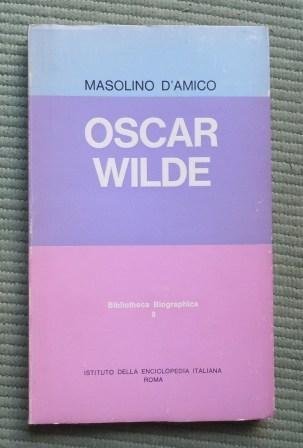 MASOLINO D'AMICO
OSCAR
WILDE
Bibliotheca Biographica
8
ISTITUTO DELLA ENCICLOPEDIA ITALIANA
ROMA